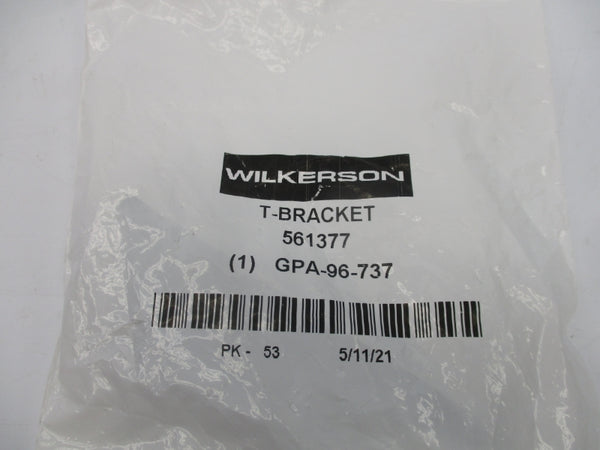 WILKERSON
T-BRACKET
561377
(1) GPA-96-737
PK - 53 5/11/21